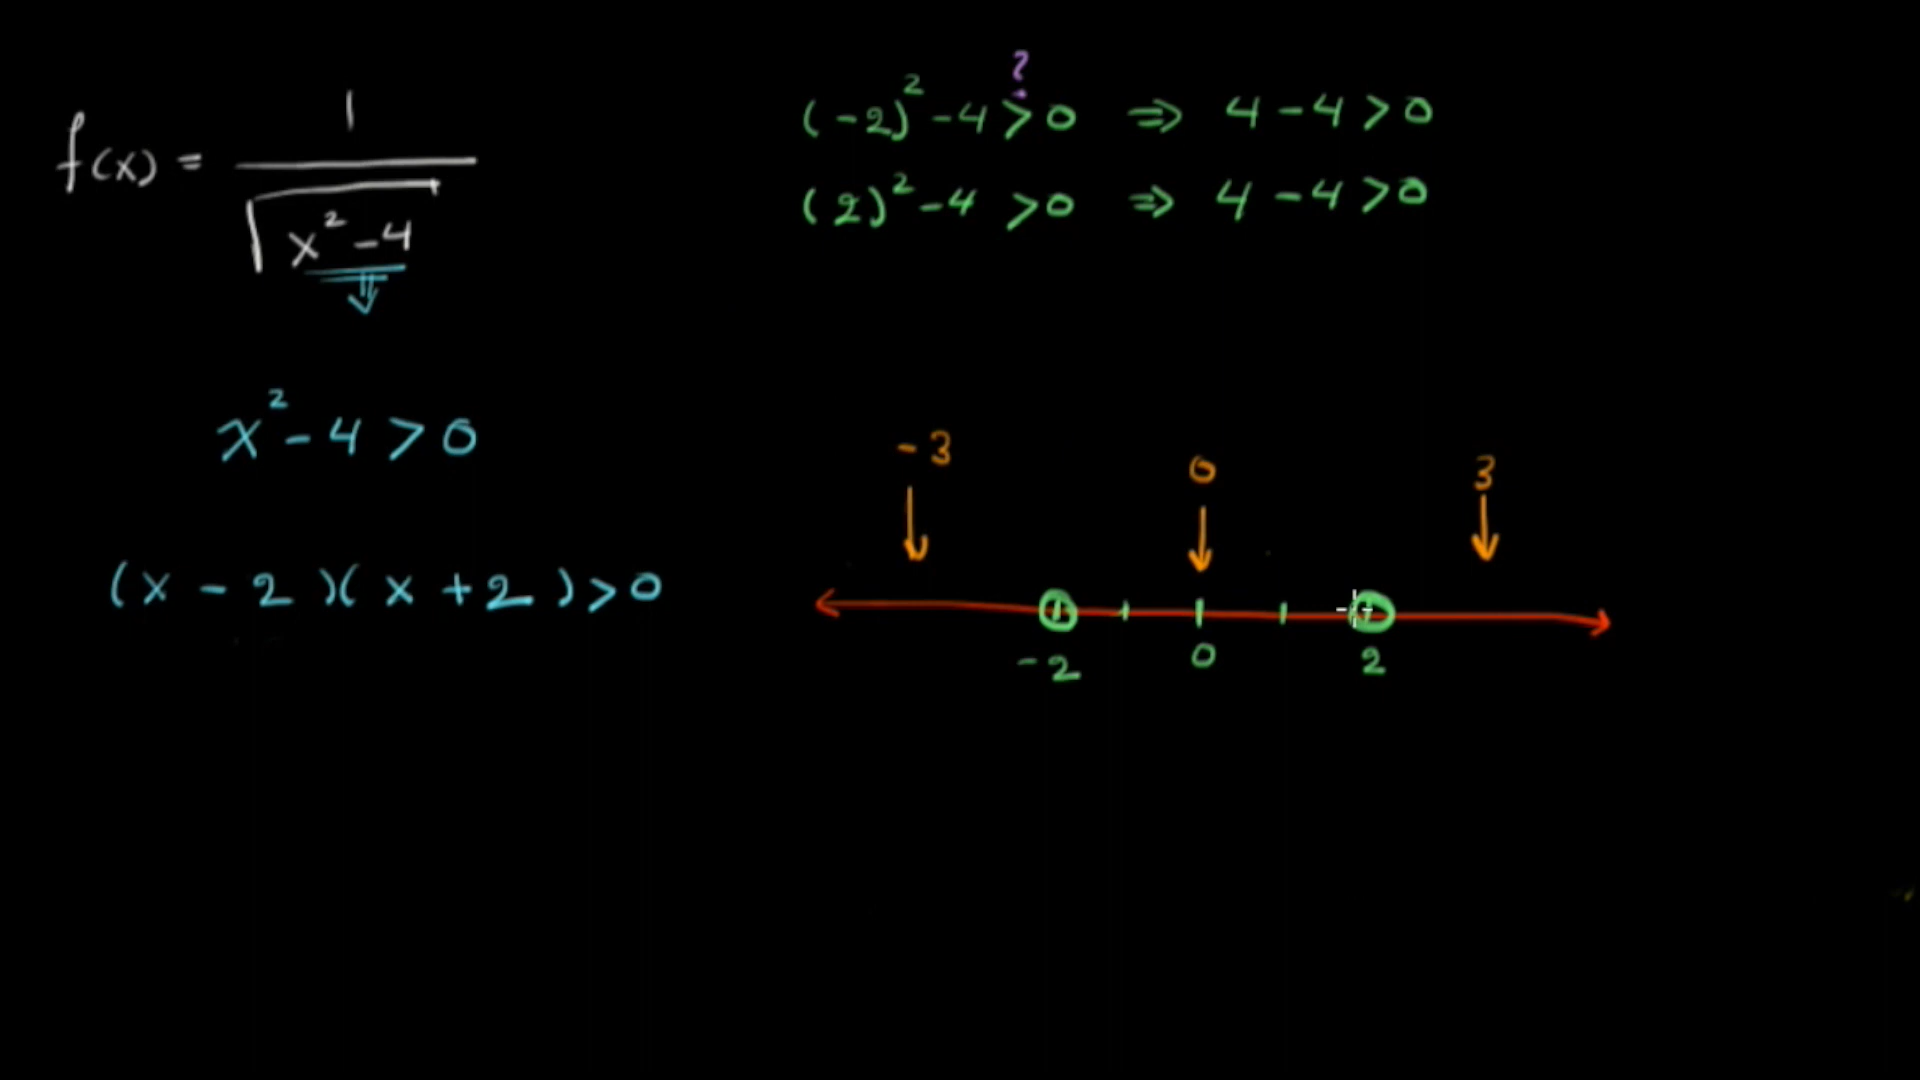 f(x) = 1 / √(x² - 4)
x² - 4 > 0
(x - 2)(x + 2) > 0
?
(-2)² - 4 > 0 ⇒ 4 - 4 > 0
(2)² - 4 > 0 ⇒ 4 - 4 > 0
-3 0 3
-2 0 2